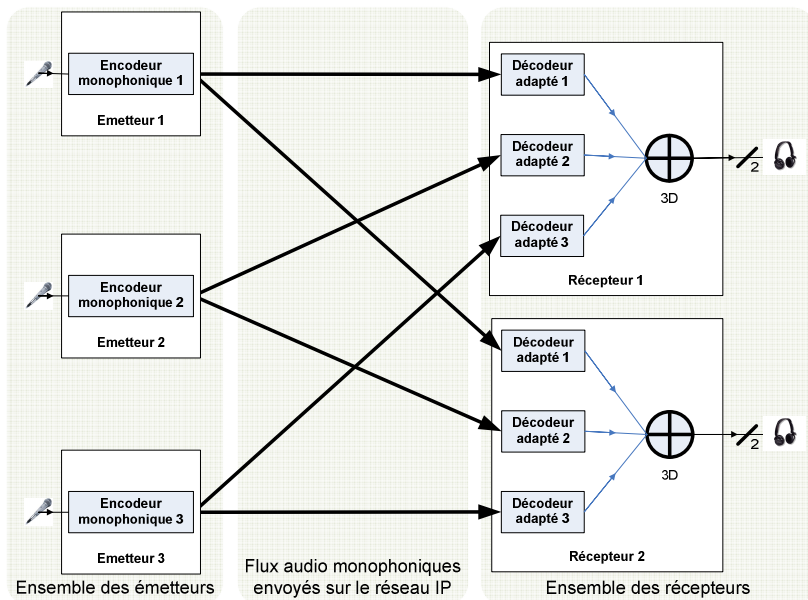 Encodeur
monophonique 1
Emetteur 1
Encodeur
monophonique 2
Emetteur 2
Encodeur
monophonique 3
Emetteur 3
Ensemble des émetteurs
Flux audio monophoniques
envoyés sur le réseau IP
Décodeur
adapté 1
Décodeur
adapté 2
Décodeur
adapté 3
3D
2
Récepteur 1
Décodeur
adapté 1
Décodeur
adapté 2
Décodeur
adapté 3
3D
2
Récepteur 2
Ensemble des récepteurs